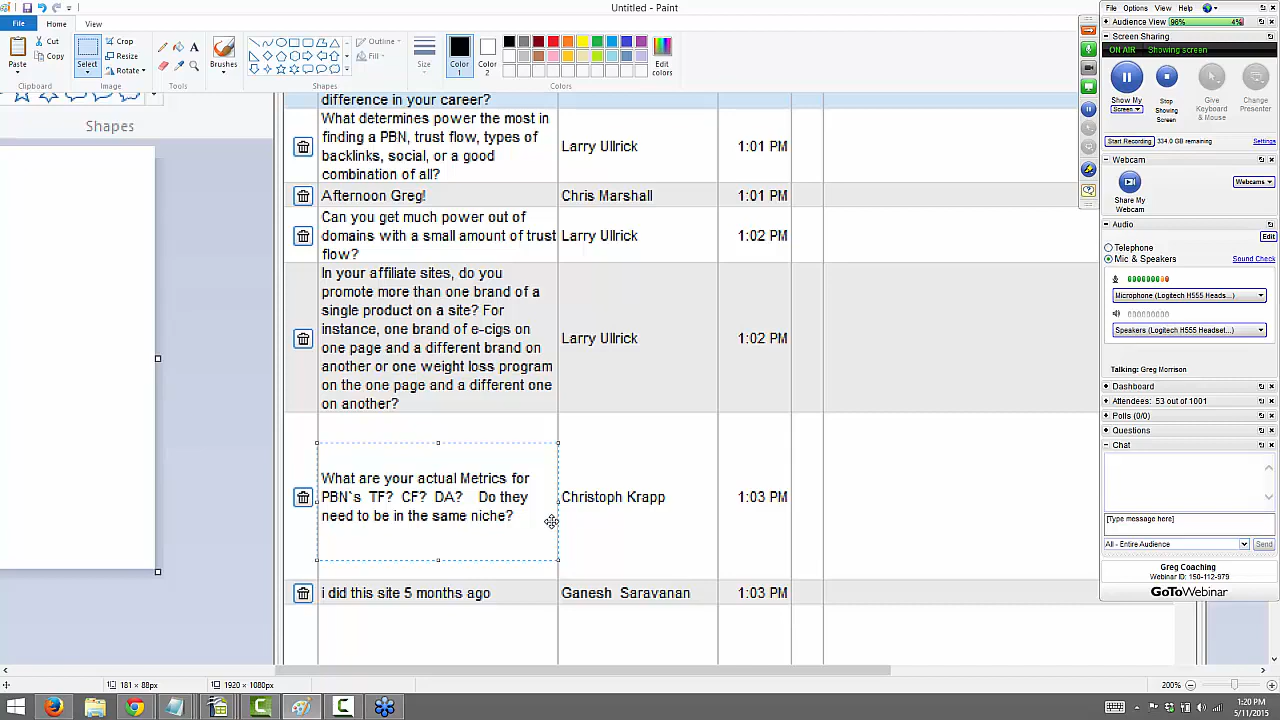 Untitled - Paint
File
Home
View
Paste
Cut
Copy
Clipboard
Select
Crop
Resize
Rotate
Image
Tools
Brushes
Shapes
Outline
Fill
Size
Color 1
Color 2
Edit colors
Colors
Shapes
difference in your career?
What determines power the most in
finding a PBN, trust flow, types of
backlinks, social, or a good
combination of all?
Larry Ullrick
1:01 PM
Afternoon Greg!
Chris Marshall
1:01 PM
Can you get much power out of
domains with a small amount of trust
flow?
Larry Ullrick
1:02 PM
In your affiliate sites, do you
promote more than one brand of a
single product on a site? For
instance, one brand of e-cigs on
one page and a different brand on
another or one weight loss program
on the one page and a different one
on another?
Larry Ullrick
1:02 PM
What are your actual Metrics for
PBN`s TF? CF? DA? Do they
need to be in the same niche?
Christoph Krapp
1:03 PM
i did this site 5 months ago
Ganesh Saravanan
1:03 PM
181 × 88px
1920 × 1080px
200%
File Options View Help
Audience View 96% 4%
Screen Sharing
ON AIR Showing screen
Show My
Screen
Stop
Showing
Screen
Give
Keyboard
& Mouse
Change
Presenter
Start Recording
334.0 GB remaining
Settings
Webcam
Share My
Webcam
Webcams
Audio
Edit
Telephone
Mic & Speakers
Sound Check
Microphone (Logitech H555 Heads...)
Speakers (Logitech H555 Headset...)
Talking: Greg Morrison
Dashboard
Attendees: 53 out of 1001
Polls (0/0)
Questions
Chat
[Type message here]
All - Entire Audience
Send
Greg Coaching
Webinar ID: 150-112-979
GoToWebinar
1:20 PM
5/11/2015